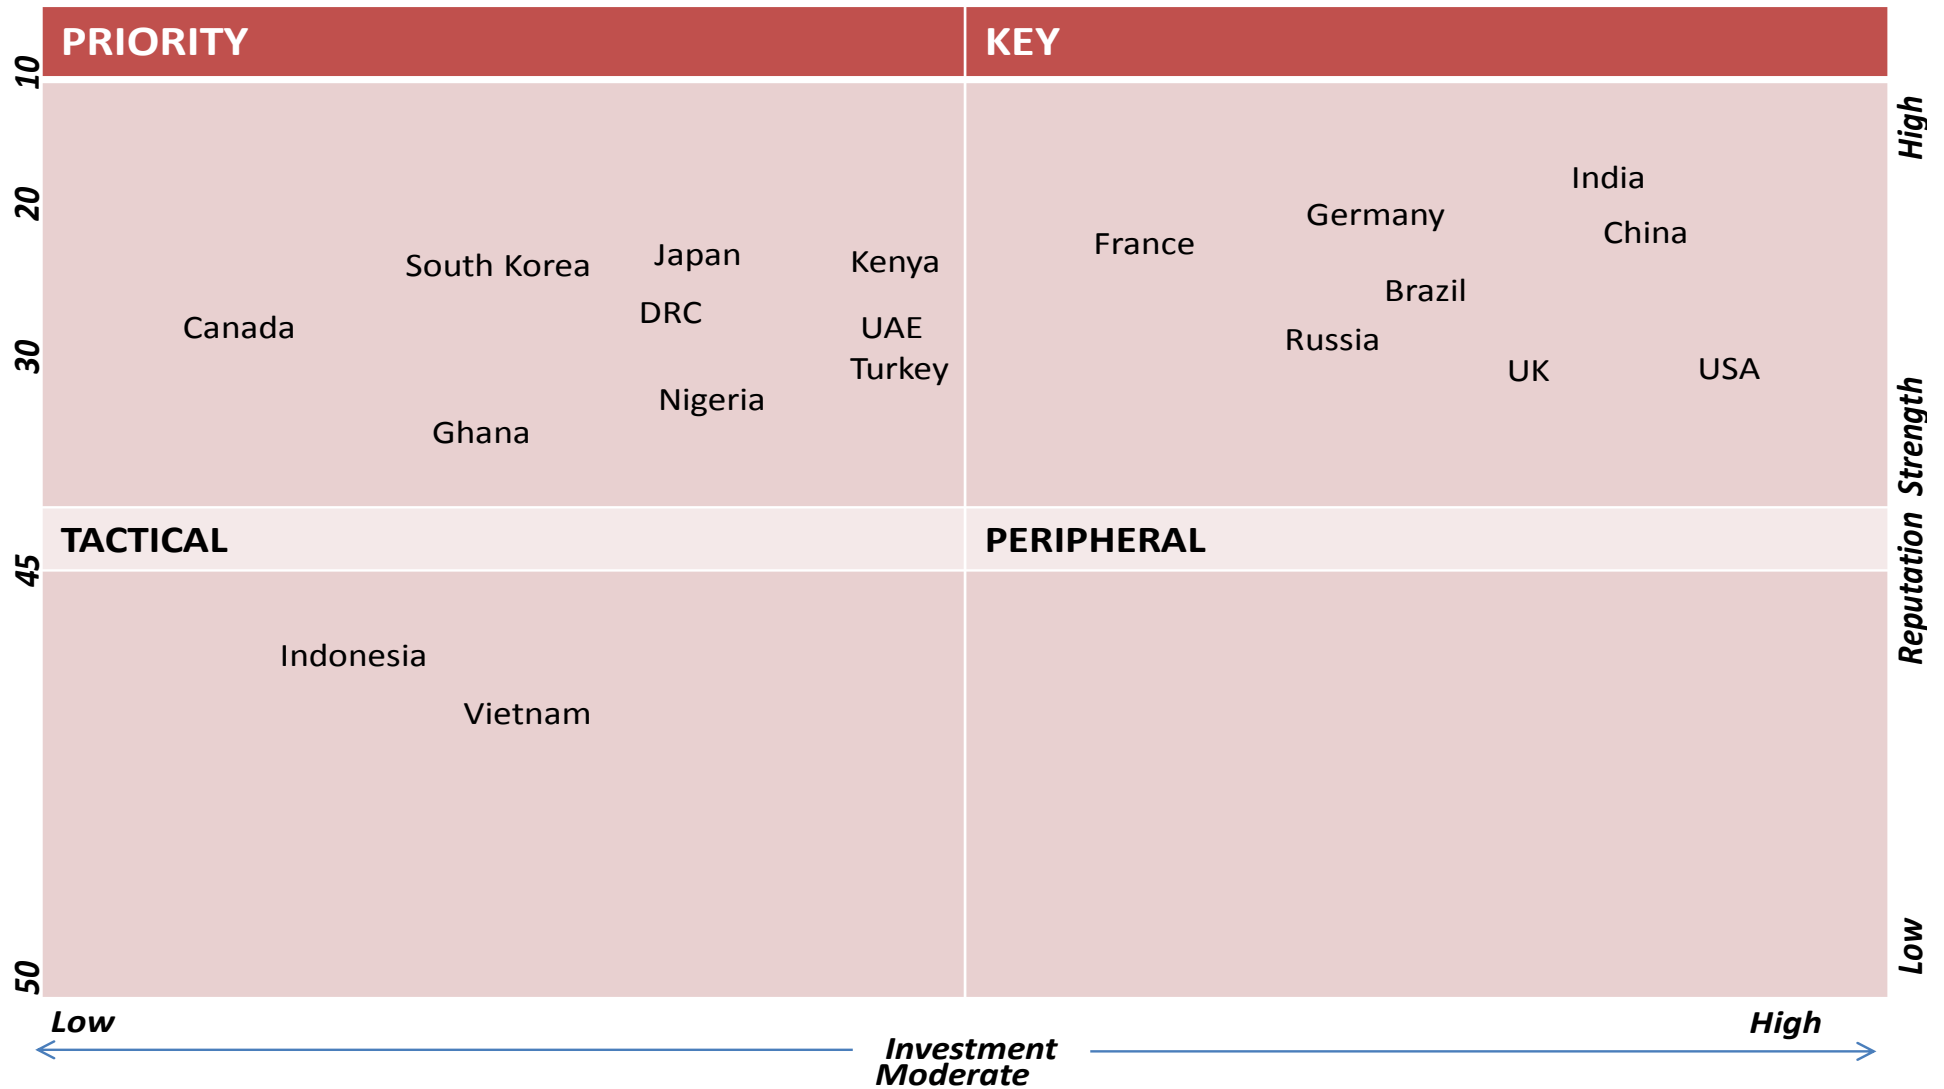 PRIORITY
KEY
10
High
India
20
Germany
China
France
Japan
Kenya
South Korea
Brazil
DRC
Canada
UAE
Russia
30
Turkey
UK
USA
Nigeria
Ghana
Reputation Strength
TACTICAL
PERIPHERAL
45
Indonesia
Vietnam
Low
50
Low
High
Investment
Moderate